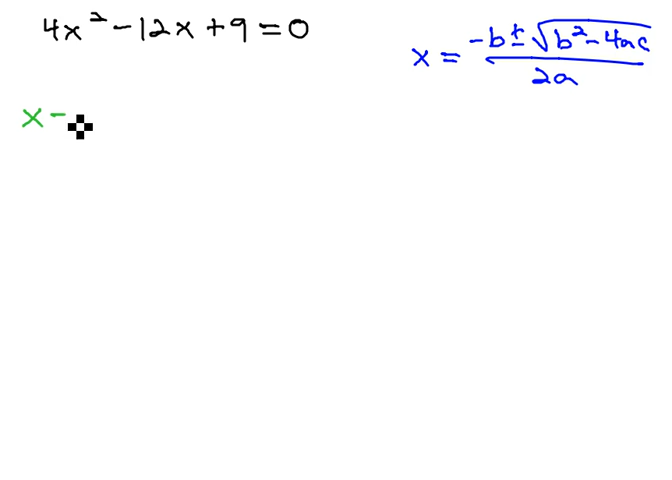 4x² - 12x + 9 = 0
x = -b ± √b² - 4ac / 2a
x -